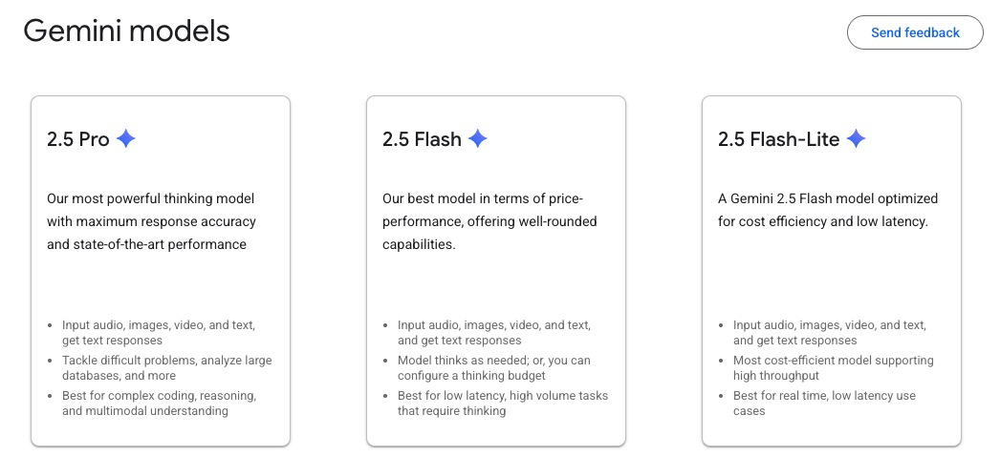 Gemini models
Send feedback
2.5 Pro
Our most powerful thinking model
with maximum response accuracy
and state-of-the-art performance
• Input audio, images, video, and text,
get text responses
• Tackle difficult problems, analyze large
databases, and more
• Best for complex coding, reasoning,
and multimodal understanding
2.5 Flash
Our best model in terms of price-
performance, offering well-rounded
capabilities.
• Input audio, images, video, and text,
and get text responses
• Model thinks as needed; or, you can
configure a thinking budget
• Best for low latency, high volume tasks
that require thinking
2.5 Flash-Lite
A Gemini 2.5 Flash model optimized
for cost efficiency and low latency.
• Input audio, images, video, and text,
and get text responses
• Most cost-efficient model supporting
high throughput
• Best for real time, low latency use
cases